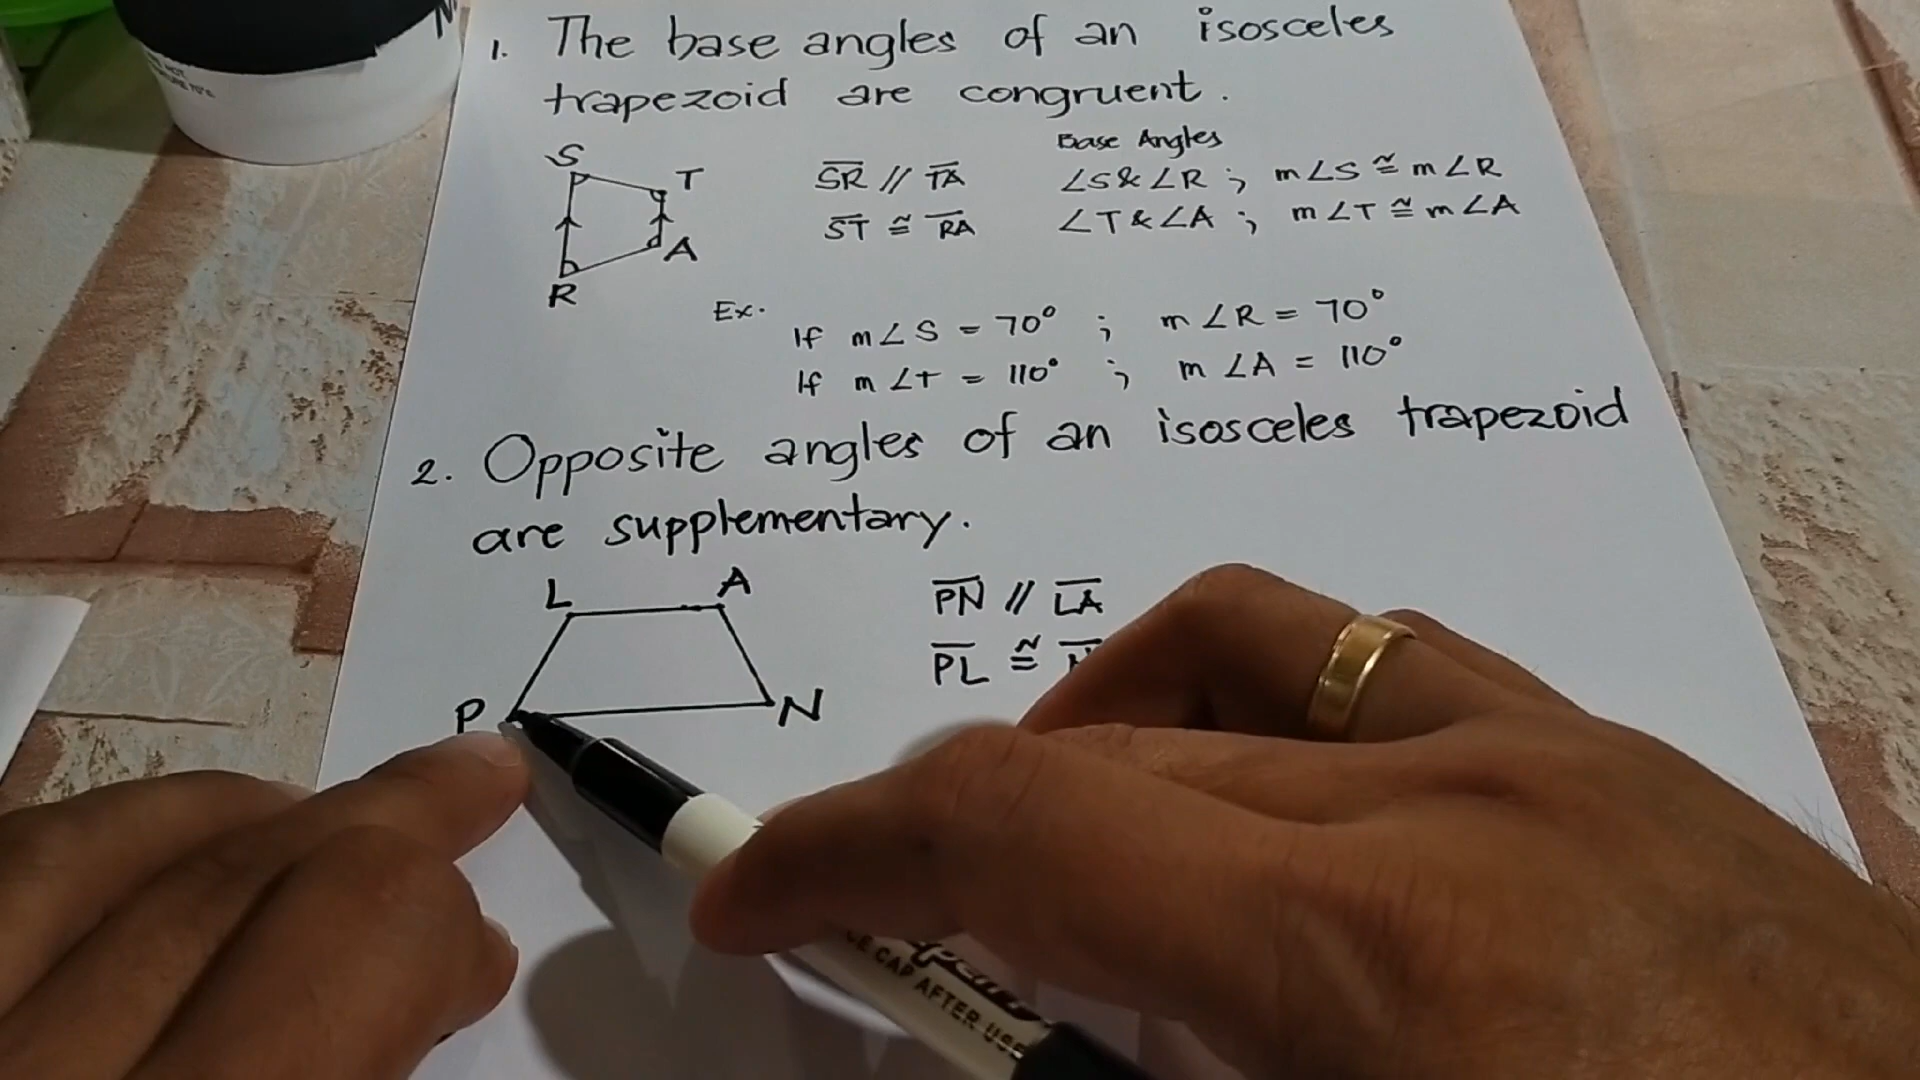 1. The base angles of an isosceles
trapezoid are congruent.
S
T
A
R
SR // TA
ST ≅ RA
Base Angles
∠S & ∠R ; m∠S ≅ m∠R
∠T & ∠A ; m∠T ≅ m∠A
Ex.
If m∠S = 70° ; m∠R = 70°
If m∠T = 110° ; m∠A = 110°
2. Opposite angles of an isosceles trapezoid
are supplementary.
L
A
P
N
PN // LA
PL ≅
CAP AFTER USE